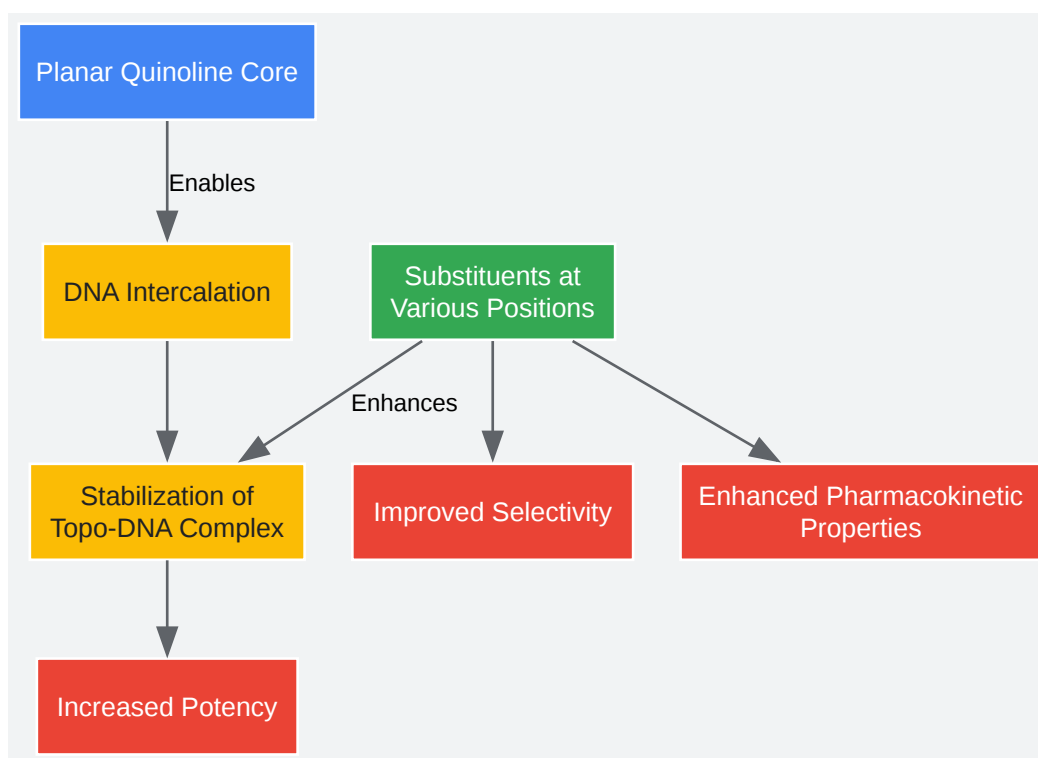 Planar Quinoline Core
Enables
DNA Intercalation
Substituents at
Various Positions
Enhances
Stabilization of
Topo-DNA Complex
Improved Selectivity
Enhanced Pharmacokinetic
Properties
Increased Potency